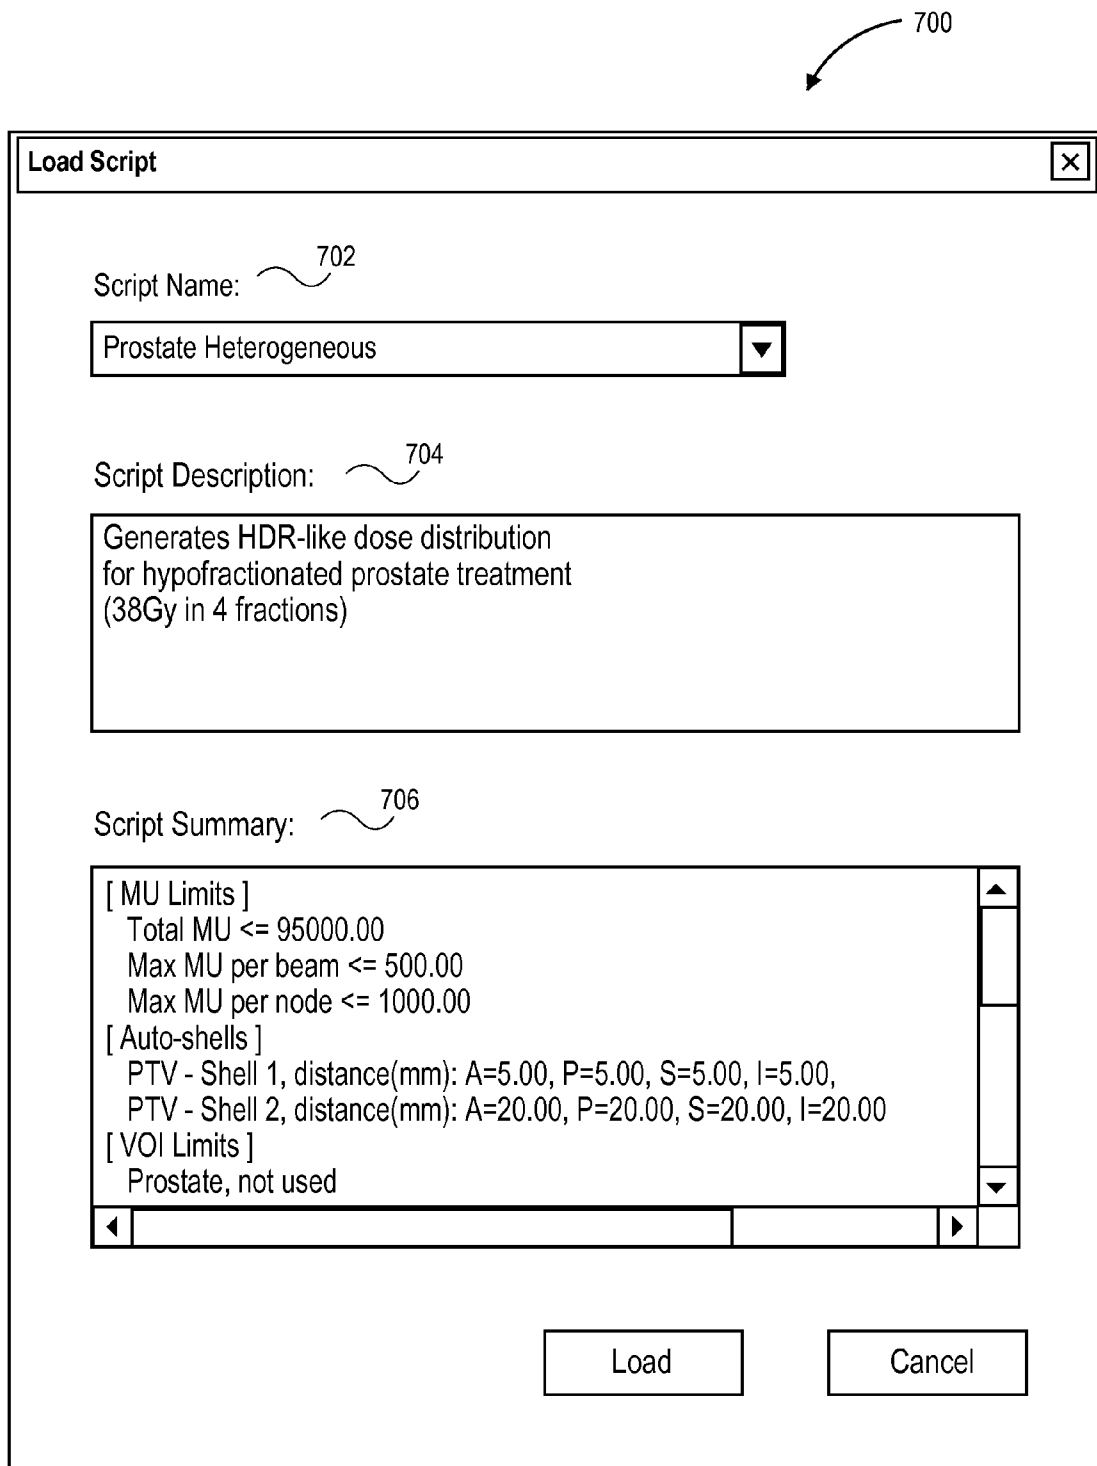 700
Load Script
702
Script Name:
Prostate Heterogeneous
704
Script Description:
Generates HDR-like dose distribution
for hypofractionated prostate treatment
(38Gy in 4 fractions)
706
Script Summary:
[ MU Limits ]
Total MU <= 95000.00
Max MU per beam <= 500.00
Max MU per node <= 1000.00
[ Auto-shells ]
PTV - Shell 1, distance(mm): A=5.00, P=5.00, S=5.00, I=5.00,
PTV - Shell 2, distance(mm): A=20.00, P=20.00, S=20.00, I=20.00
[ VOI Limits ]
Prostate, not used
Load
Cancel